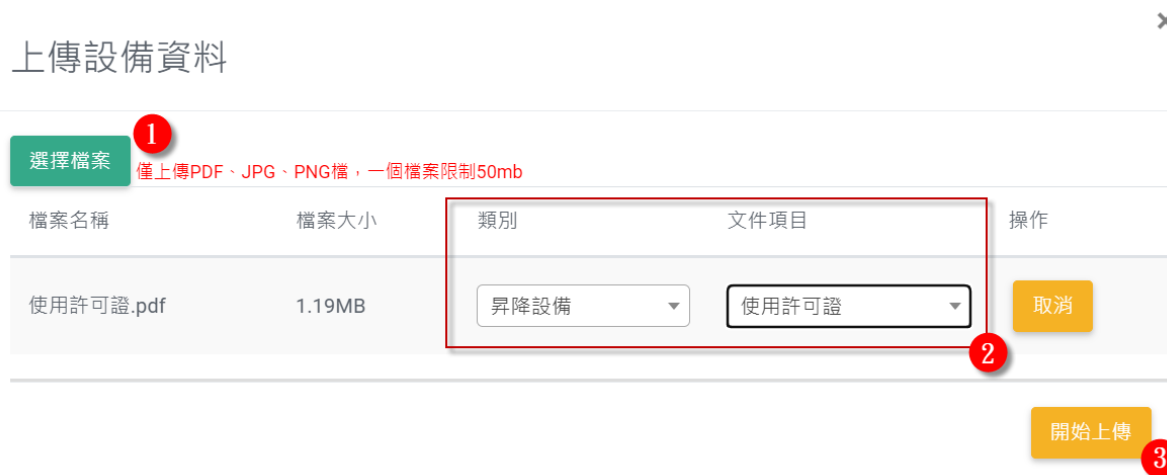 ×
上傳設備資料
1
選擇檔案
僅上傳PDF、JPG、PNG檔，一個檔案限制50mb
檔案名稱 檔案大小 類別 文件項目 操作
使用許可證.pdf 1.19MB 昇降設備 使用許可證 取消
2
開始上傳
3